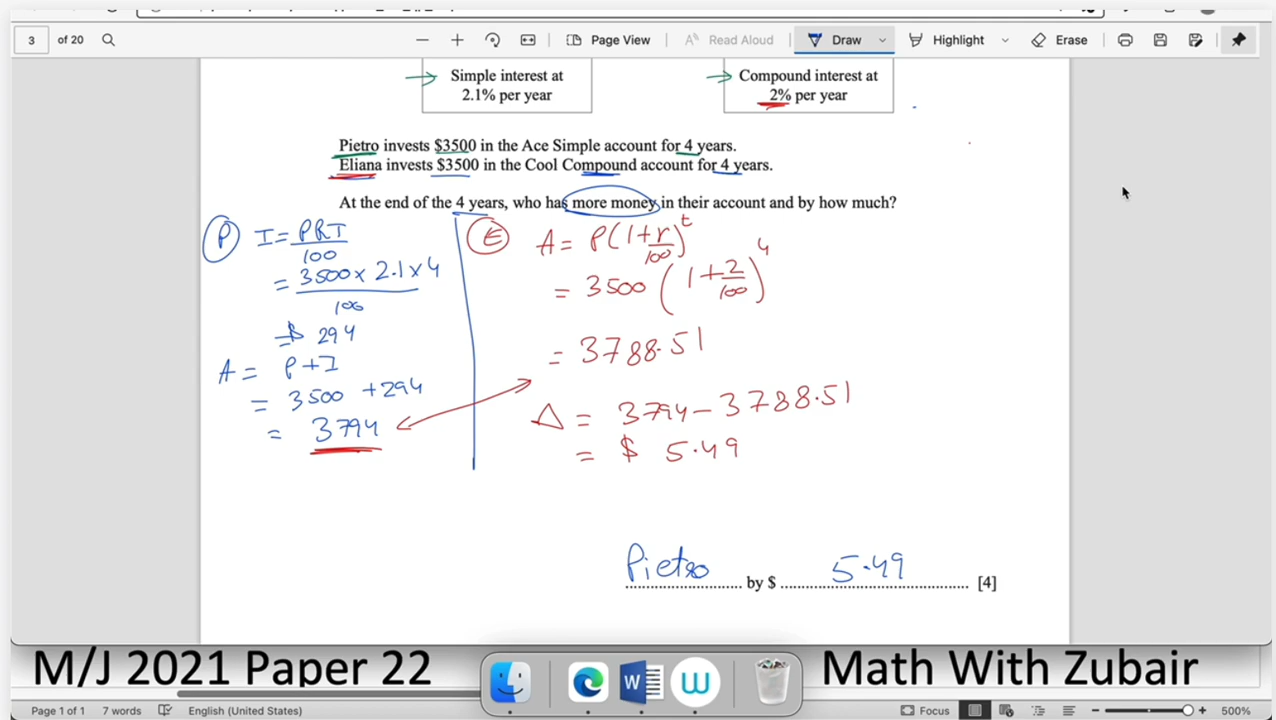 3 of 20 Page View Read Aloud Draw Highlight Erase
Simple interest at
2.1% per year
Compound interest at
2% per year
Pietro invests $3500 in the Ace Simple account for 4 years.
Eliana invests $3500 in the Cool Compound account for 4 years.
At the end of the 4 years, who has more money in their account and by how much?
P I = PRT/100
= 3500 x 2.1 x 4 / 100
= $ 294
A = P + I
= 3500 + 294
= 3794
E A = P(1 + r/100)^t
= 3500 (1 + 2/100)^4
= 3788.51
Δ = 3794 - 3788.51
= $ 5.49
Pietro by $ 5.49 [4]
M/J 2021 Paper 22
Math With Zubair
W
Page 1 of 1 7 words English (United States) Focus 500%